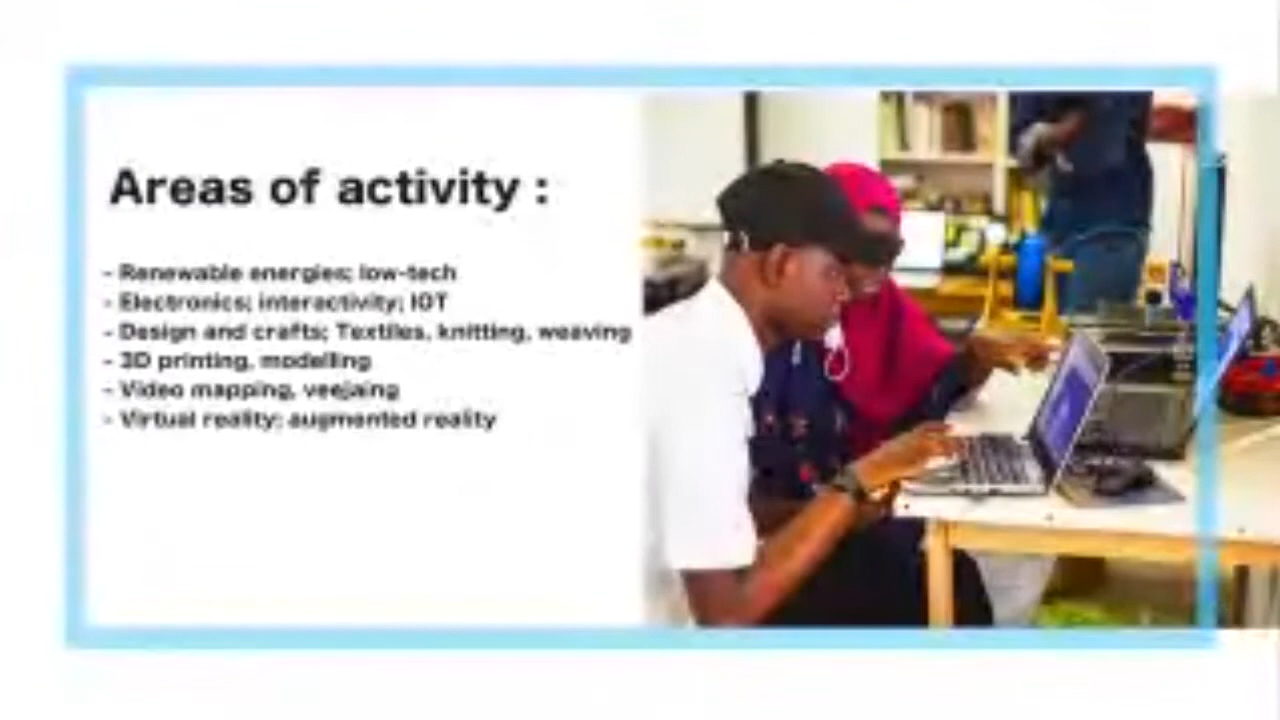 Areas of activity :
- Renewable energies; low-tech
- Electronics; interactivity; IOT
- Design and crafts; Textiles, knitting, weaving
- 3D printing, modelling
- Video mapping, veejaing
- Virtual reality; augmented reality